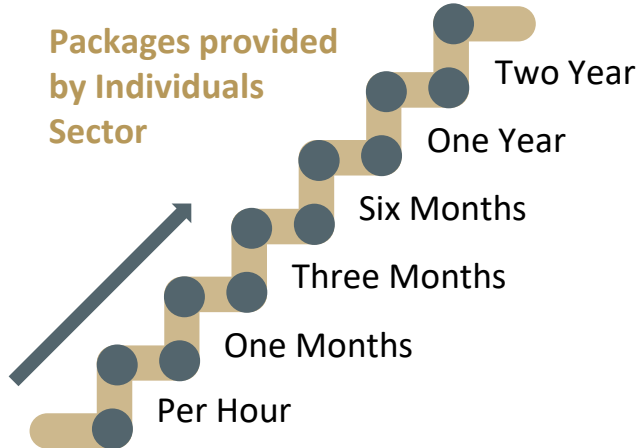 Packages provided
by Individuals
Sector
Two Year
One Year
Six Months
Three Months
One Months
Per Hour